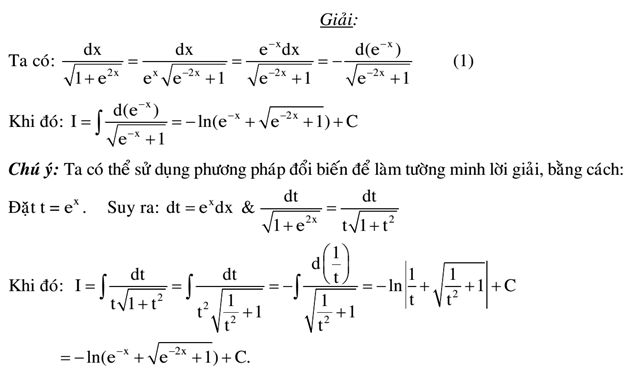 Giải:
Ta có: $\frac{dx}{\sqrt{1+e^{2x}}} = \frac{dx}{e^{x}\sqrt{e^{-2x}+1}} = \frac{e^{-x}dx}{\sqrt{e^{-2x}+1}} = -\frac{d(e^{-x})}{\sqrt{e^{-2x}+1}}$ (1)
Khi đó: $I = \int \frac{d(e^{-x})}{\sqrt{e^{-x}+1}} = -\ln(e^{-x}+\sqrt{e^{-2x}+1})+C$
Chú ý: Ta có thể sử dụng phương pháp đổi biến để làm tường minh lời giải, bằng cách:
Đặt $t = e^{x}$. Suy ra: $dt = e^{x}dx$ & $\frac{dt}{\sqrt{1+e^{2x}}} = \frac{dt}{t\sqrt{1+t^{2}}}$
Khi đó: $I = \int \frac{dt}{t\sqrt{1+t^{2}}} = \int \frac{dt}{t^{2}\sqrt{\frac{1}{t^{2}}+1}} = -\int \frac{d\left(\frac{1}{t}\right)}{\sqrt{\frac{1}{t^{2}}+1}} = -\ln\left|\frac{1}{t}+\sqrt{\frac{1}{t^{2}}+1}\right|+C$
$= -\ln(e^{-x}+\sqrt{e^{-2x}+1})+C.$